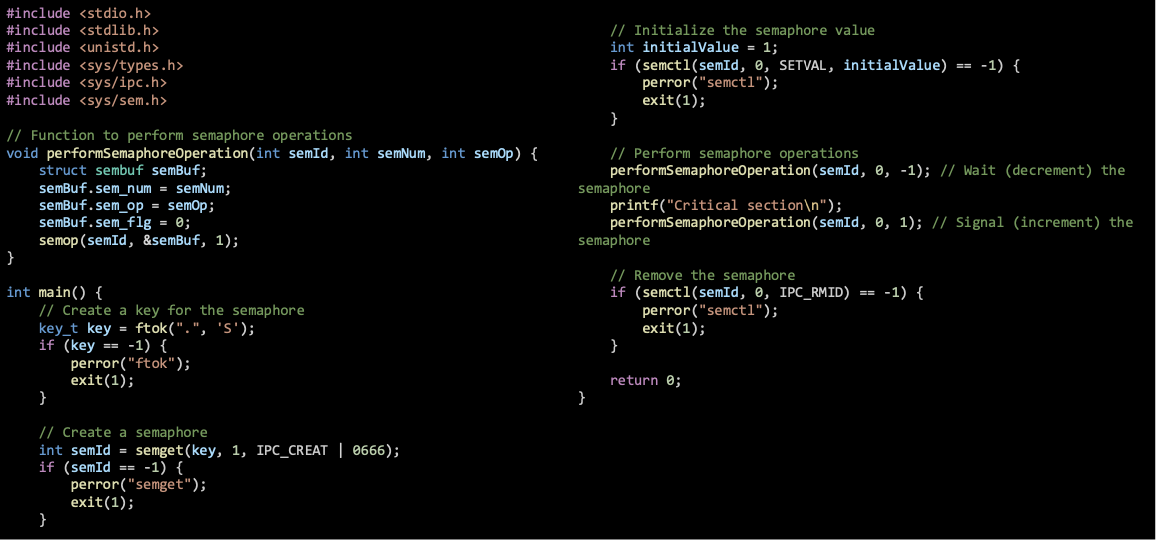 #include <stdio.h>
#include <stdlib.h>
#include <unistd.h>
#include <sys/types.h>
#include <sys/ipc.h>
#include <sys/sem.h>

// Function to perform semaphore operations
void performSemaphoreOperation(int semId, int semNum, int semOp) {
    struct sembuf semBuf;
    semBuf.sem_num = semNum;
    semBuf.sem_op = semOp;
    semBuf.sem_flg = 0;
    semop(semId, &semBuf, 1);
}

int main() {
    // Create a key for the semaphore
    key_t key = ftok(".", 'S');
    if (key == -1) {
        perror("ftok");
        exit(1);
    }

    // Create a semaphore
    int semId = semget(key, 1, IPC_CREAT | 0666);
    if (semId == -1) {
        perror("semget");
        exit(1);
    }

    // Initialize the semaphore value
    int initialValue = 1;
    if (semctl(semId, 0, SETVAL, initialValue) == -1) {
        perror("semctl");
        exit(1);
    }

    // Perform semaphore operations
    performSemaphoreOperation(semId, 0, -1); // Wait (decrement) the
semaphore
    printf("Critical section\n");
    performSemaphoreOperation(semId, 0, 1); // Signal (increment) the
semaphore

    // Remove the semaphore
    if (semctl(semId, 0, IPC_RMID) == -1) {
        perror("semctl");
        exit(1);
    }

    return 0;
}